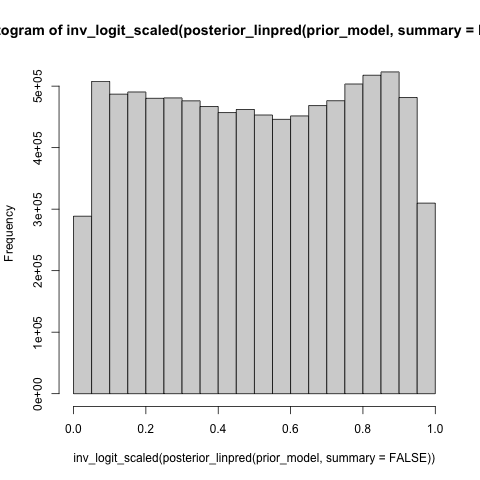 togram of inv_logit_scaled(posterior_linpred(prior_model, summary =
5e+05
4e+05
3e+05
2e+05
1e+05
0e+00
Frequency
0.0 0.2 0.4 0.6 0.8 1.0
inv_logit_scaled(posterior_linpred(prior_model, summary = FALSE))